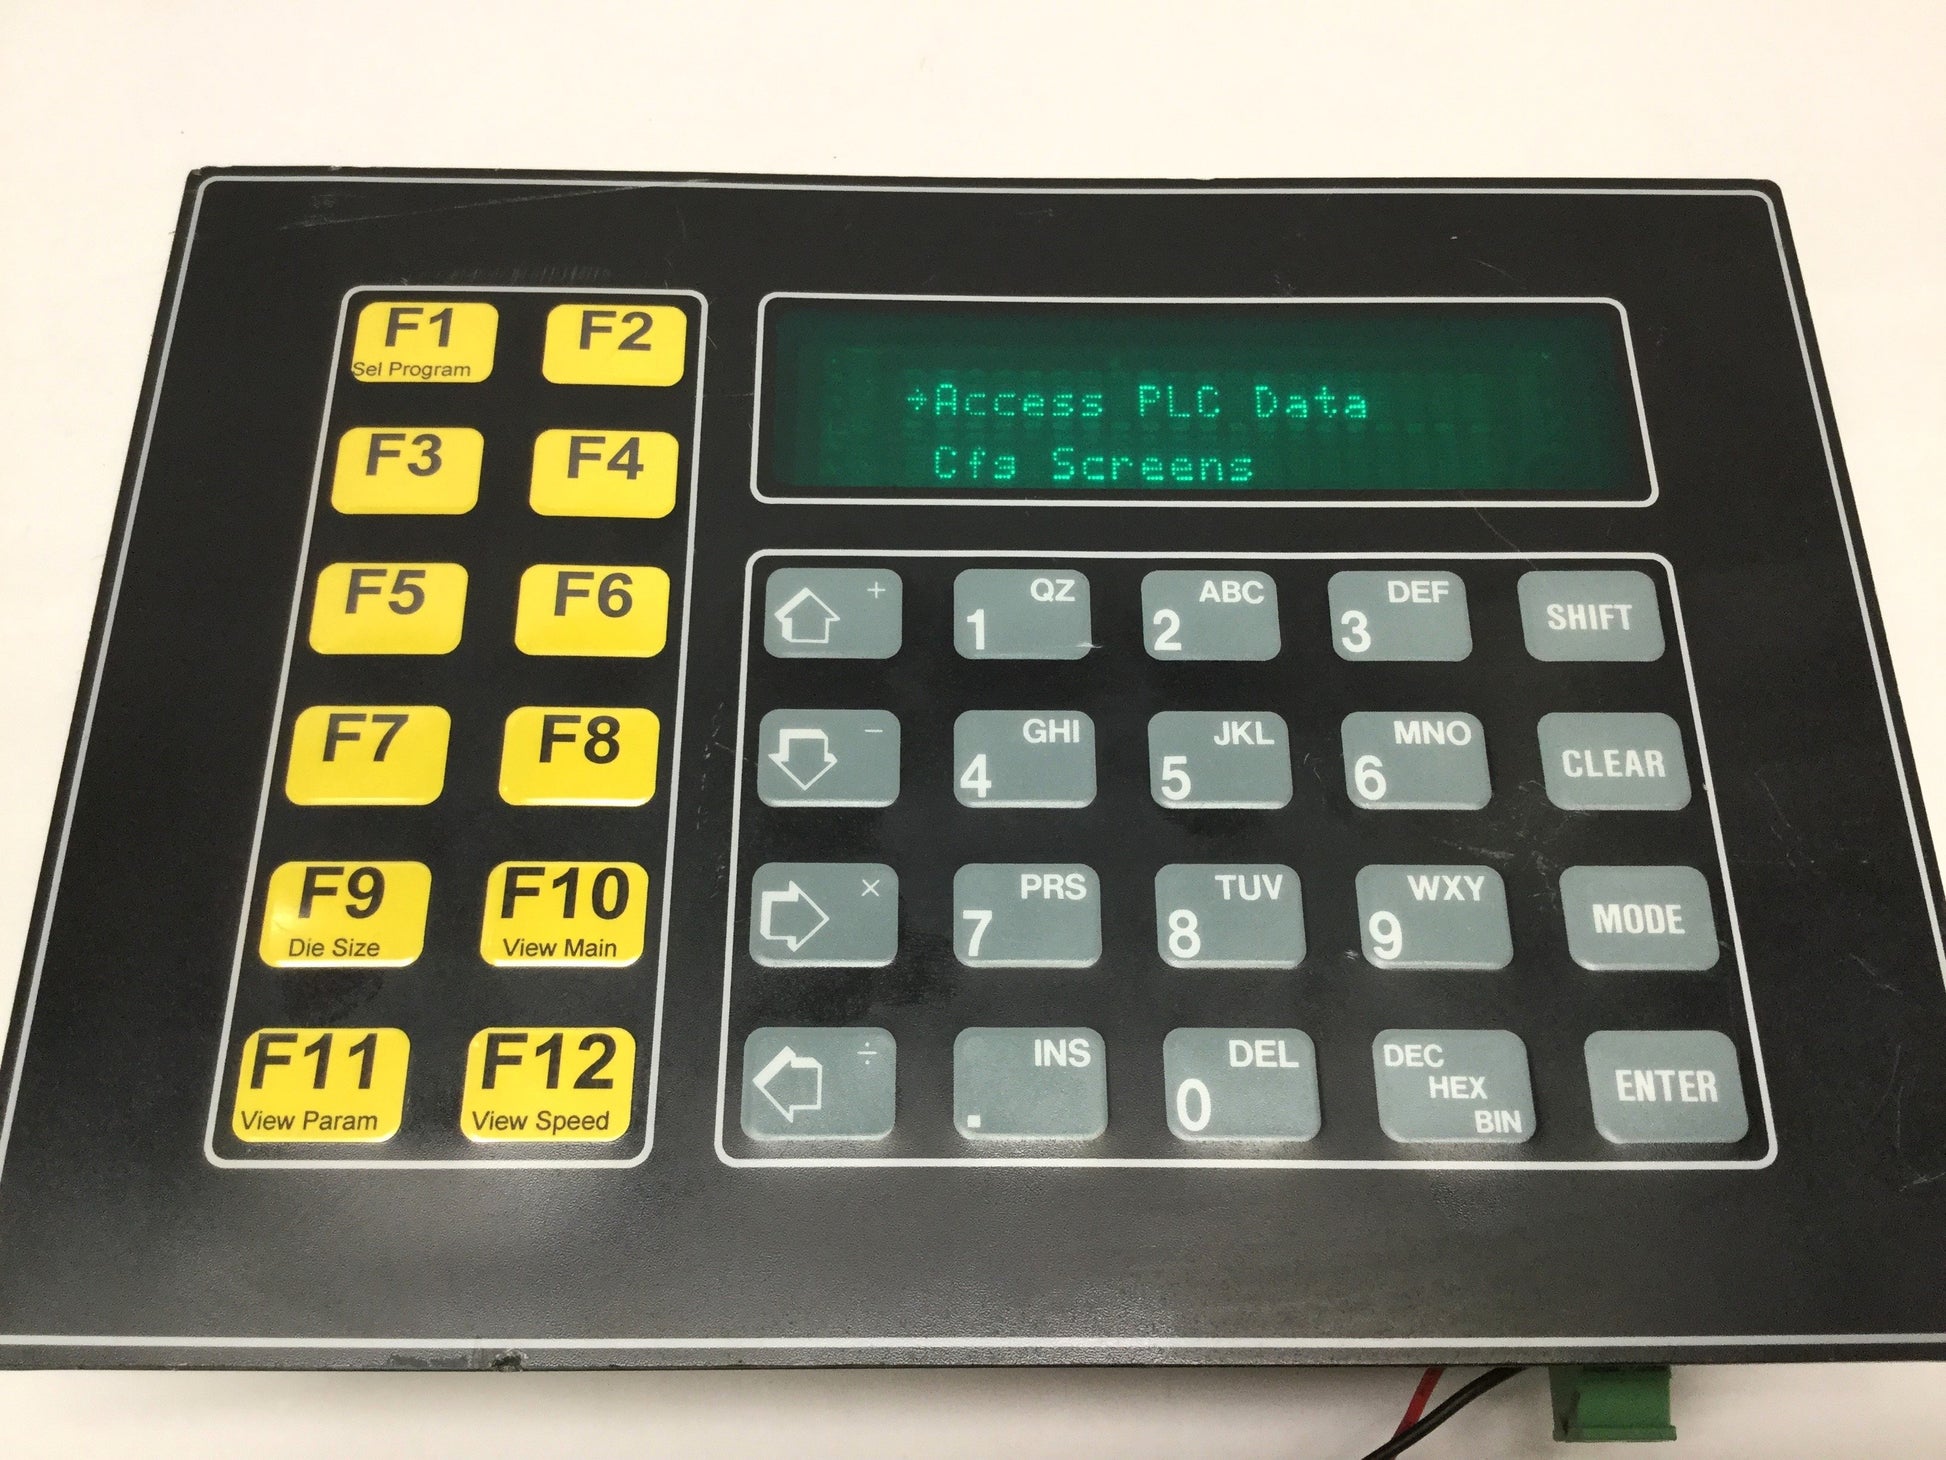 F1
Sel Program
F2
F3
F4
F5
F6
F7
F8
F9
Die Size
F10
View Main
F11
View Param
F12
View Speed
→Access PLC Data
Cfg Screens
+
1 QZ
2 ABC
3 DEF
SHIFT
−
4 GHI
5 JKL
6 MNO
CLEAR
×
7 PRS
8 TUV
9 WXY
MODE
÷
. INS
0 DEL
DEC
HEX
BIN
ENTER